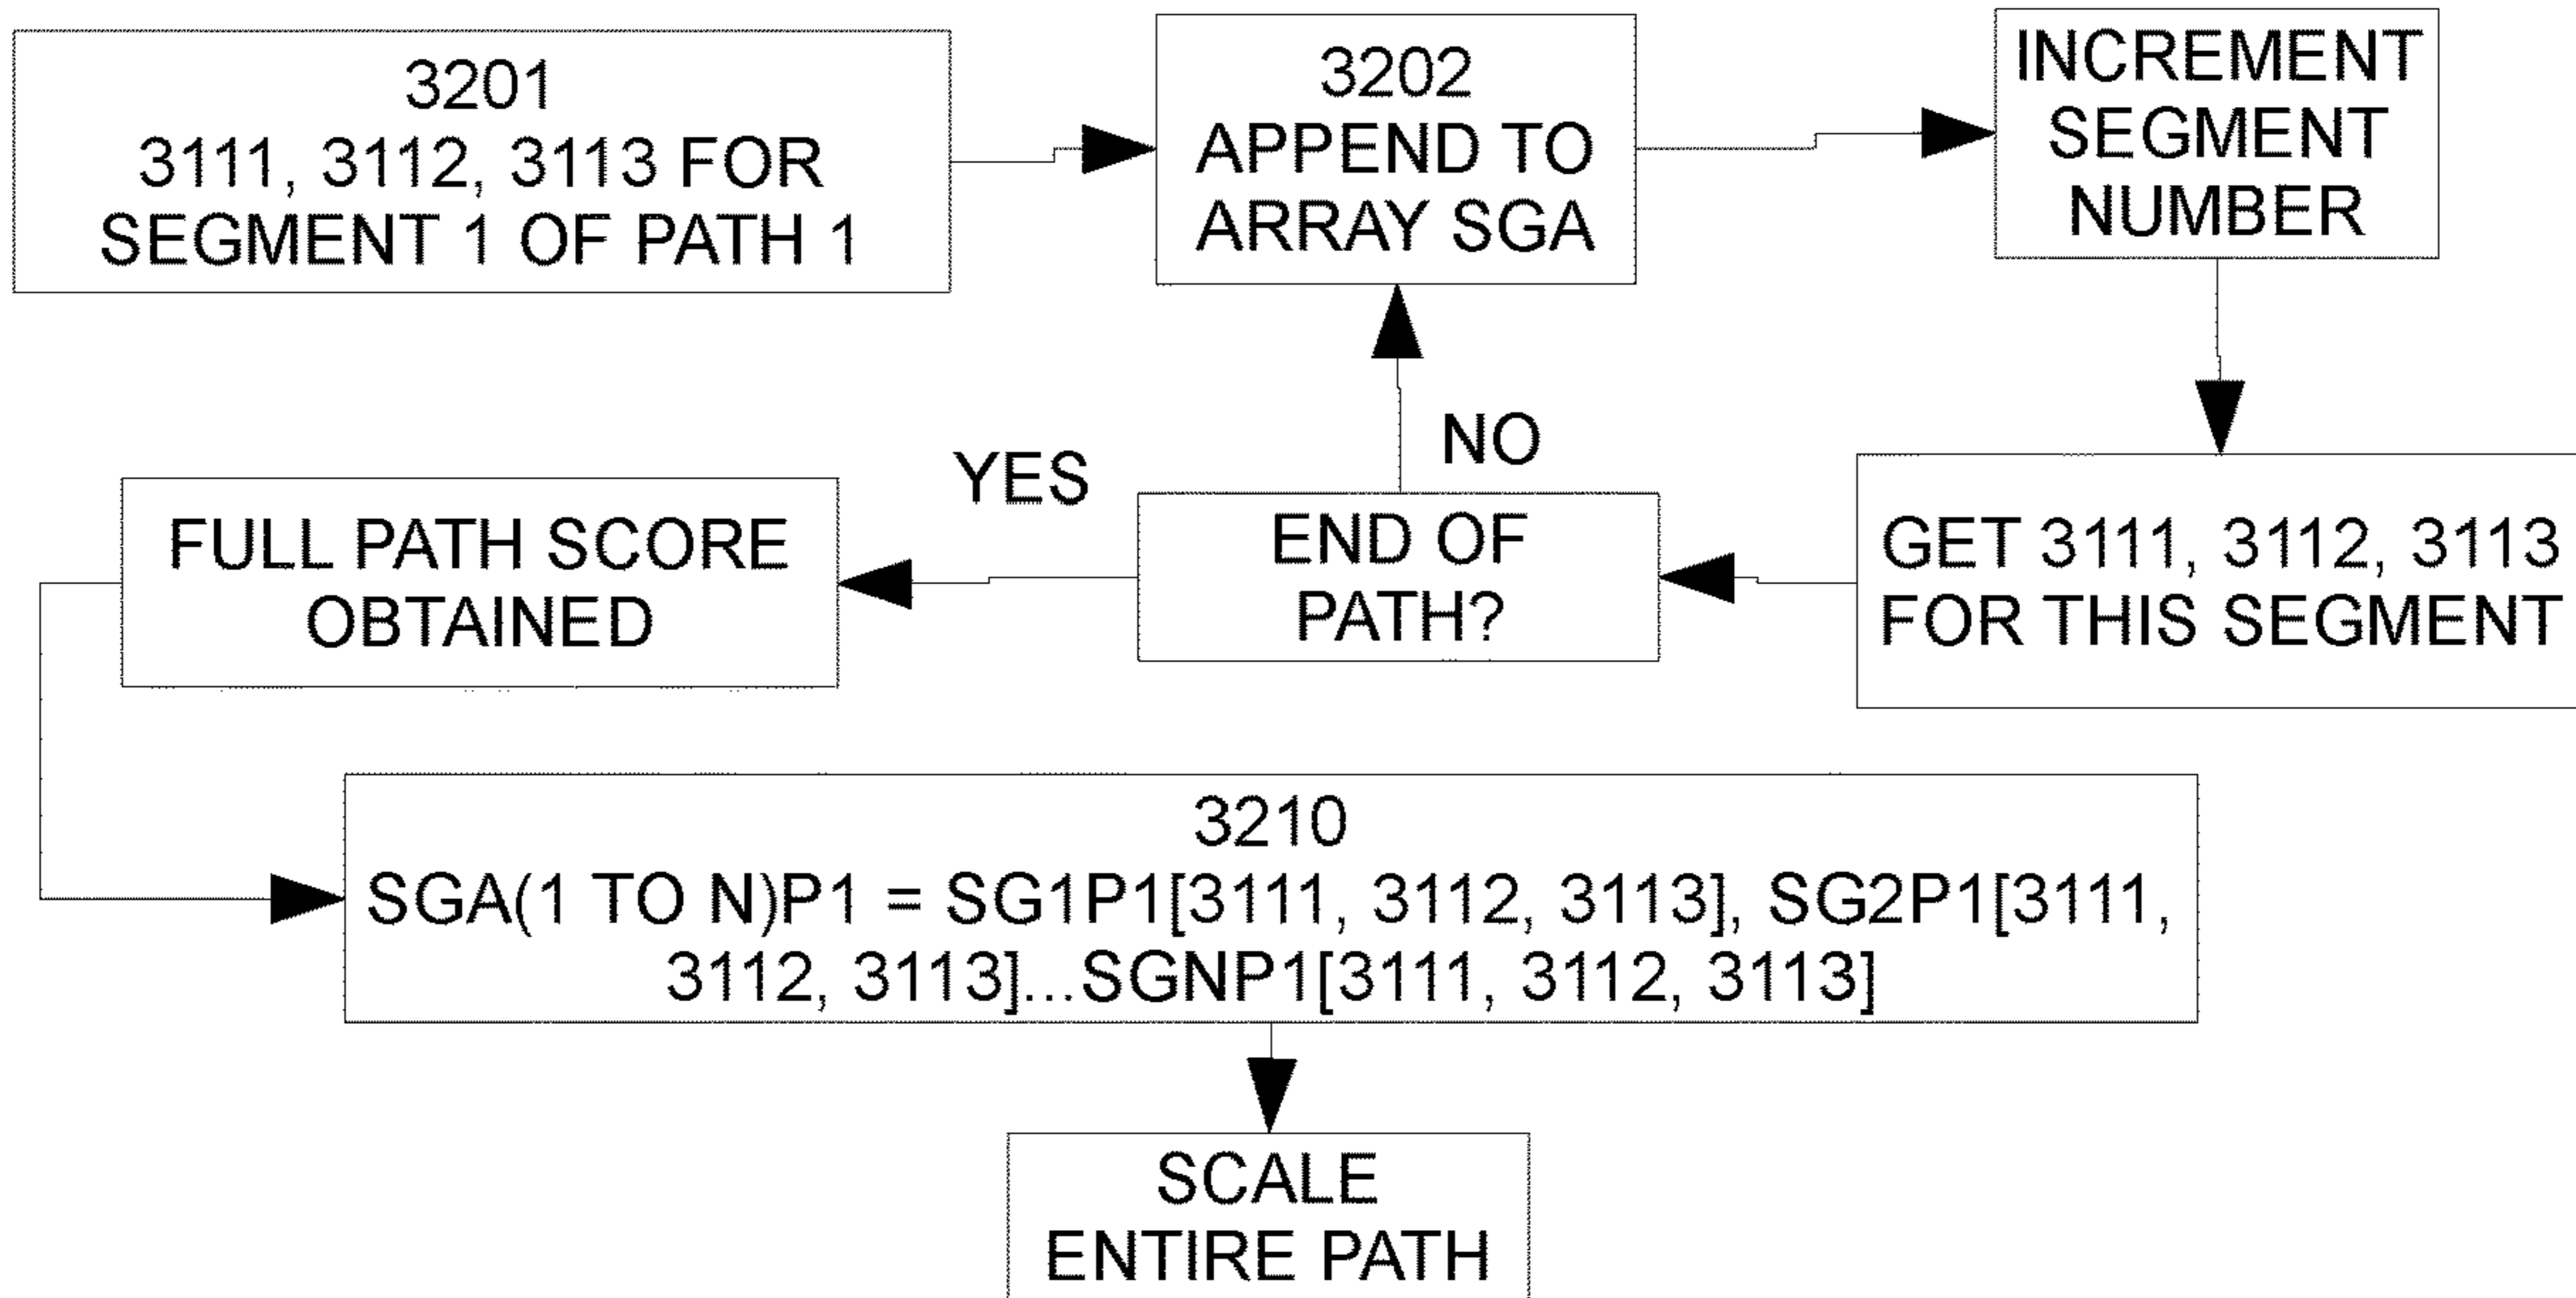 3201
3111, 3112, 3113 FOR
SEGMENT 1 OF PATH 1
3202
APPEND TO
ARRAY SGA
INCREMENT
SEGMENT
NUMBER
YES
NO
FULL PATH SCORE
OBTAINED
END OF
PATH?
GET 3111, 3112, 3113
FOR THIS SEGMENT
3210
SGA(1 TO N)P1 = SG1P1[3111, 3112, 3113], SG2P1[3111,
3112, 3113]...SGNP1[3111, 3112, 3113]
SCALE
ENTIRE PATH